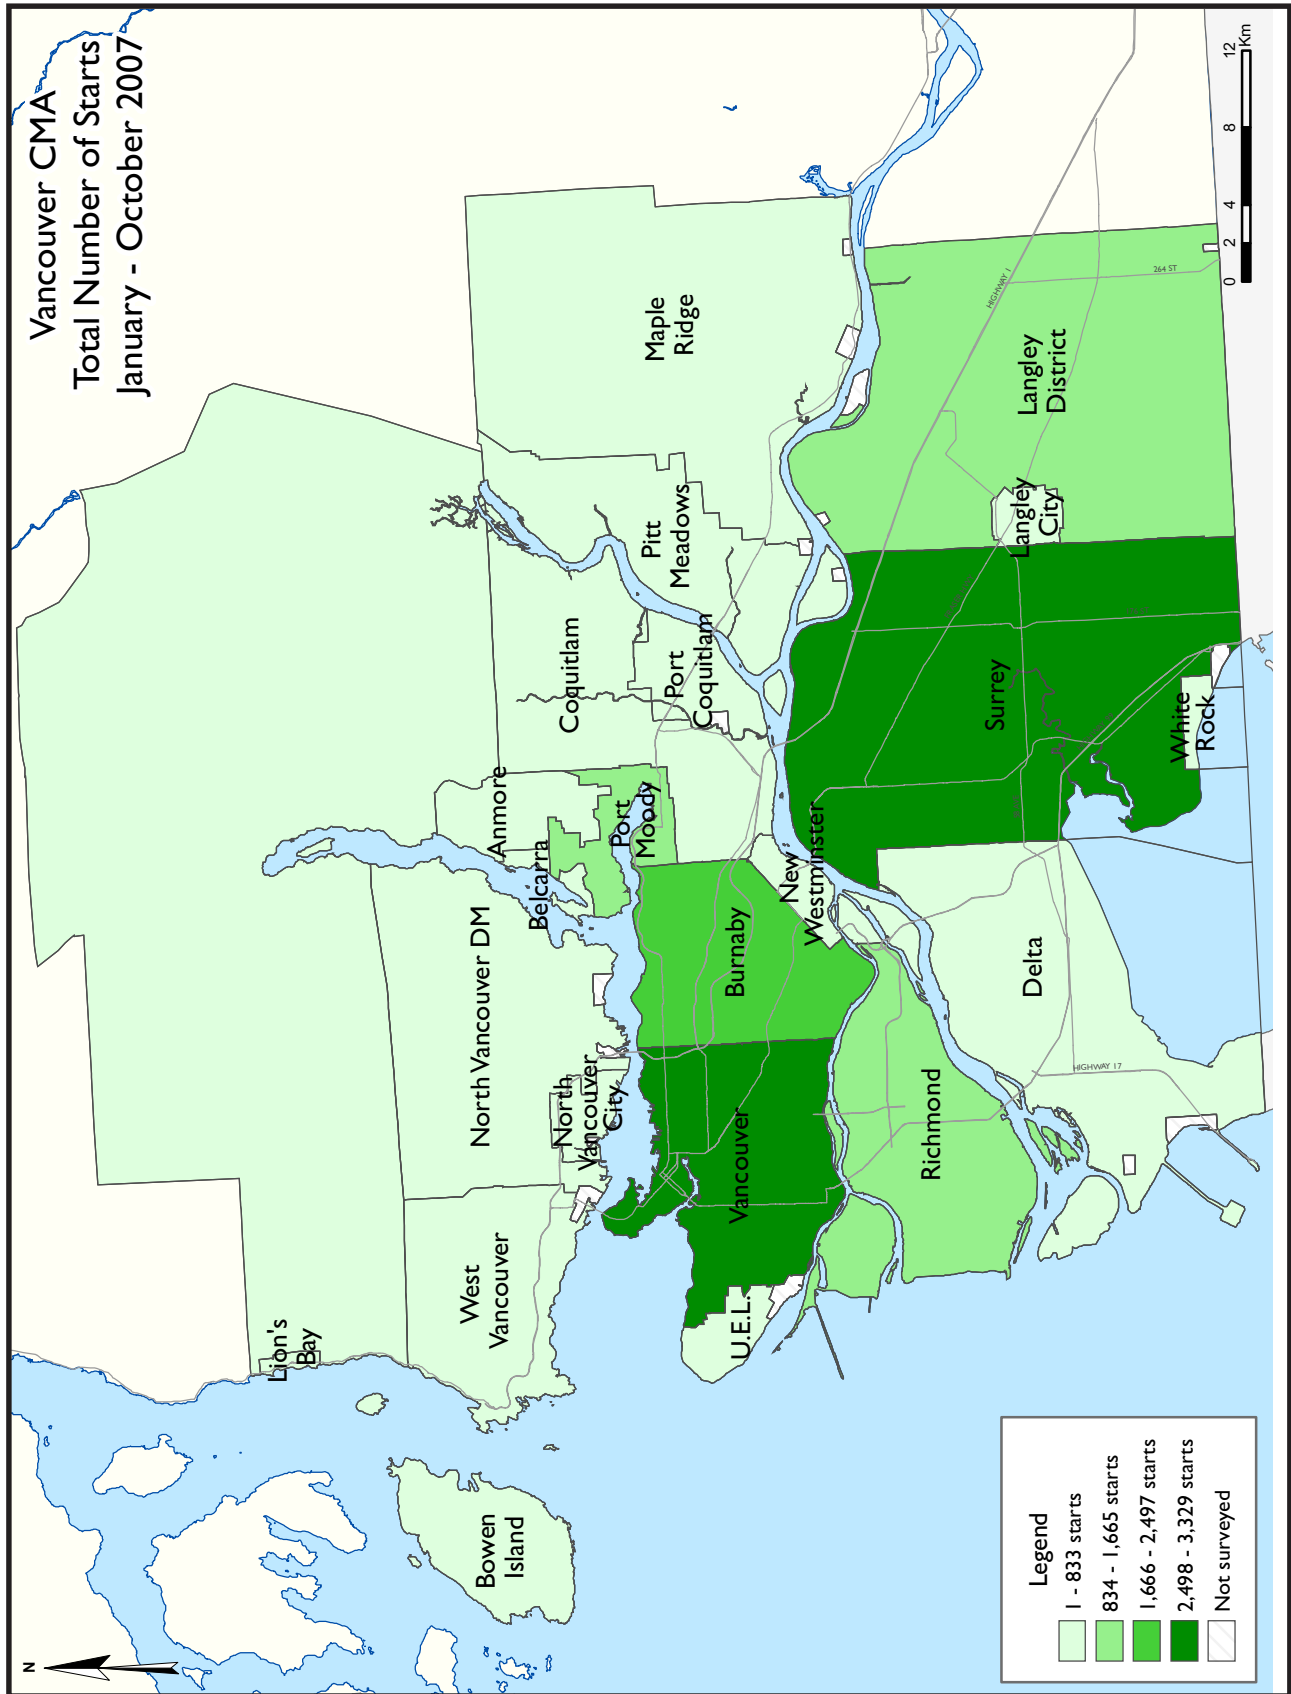 Vancouver CMA
Total Number of Starts
January - October 2007
N
Lion's
Bay
Bowen
Island
West
Vancouver
North Vancouver DM
North
Vancouver
City
Belcarra
Anmore
Port
Moody
Coquitlam
Port
Coquitlam
Pitt
Meadows
Maple
Ridge
U.E.L.
Vancouver
Burnaby
New
Westminster
Richmond
Delta
Surrey
White
Rock
Langley
City
Langley
District
HIGHWAY 1
264 ST
HIGHWAY 17
Legend
1 - 833 starts
834 - 1,665 starts
1,666 - 2,497 starts
2,498 - 3,329 starts
Not surveyed
0 2 4 8 12
Km